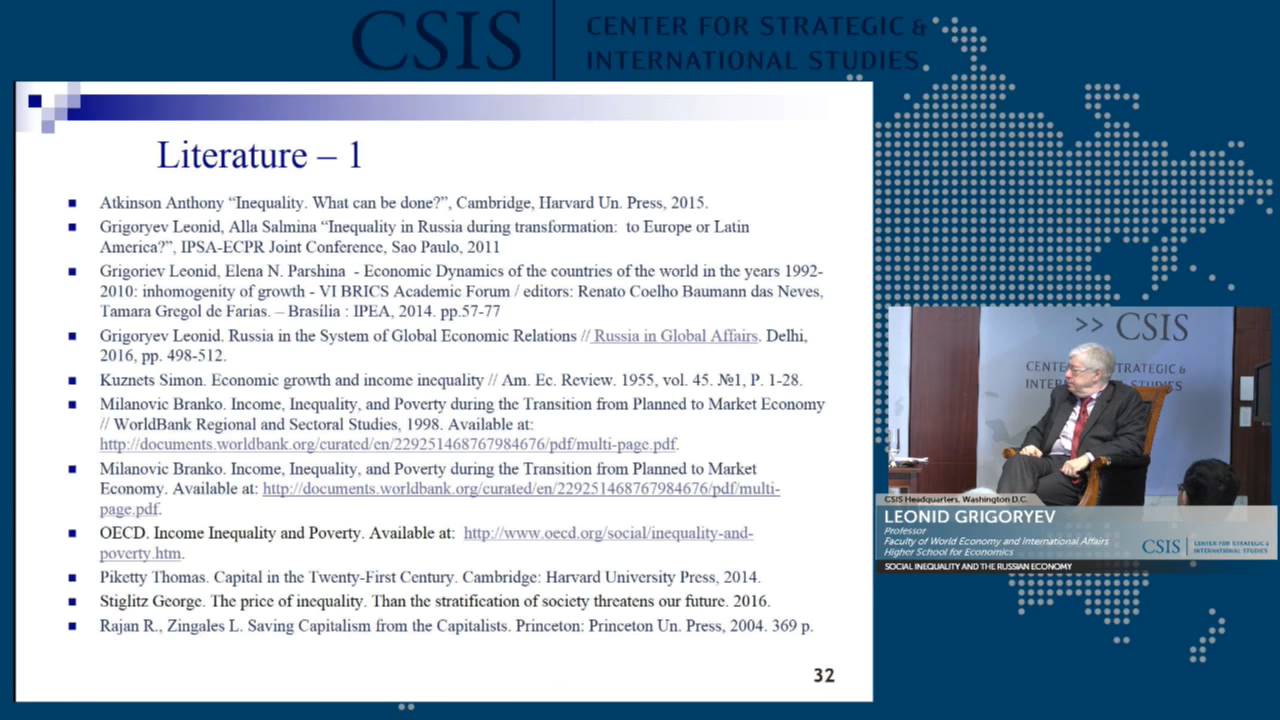 CSIS
CENTER FOR STRATEGIC &
INTERNATIONAL STUDIES
Literature – 1
Atkinson Anthony “Inequality. What can be done?”, Cambridge, Harvard Un. Press, 2015.
Grigoryev Leonid, Alla Salmina “Inequality in Russia during transformation: to Europe or Latin
America?”, IPSA-ECPR Joint Conference, Sao Paulo, 2011
Grigoriev Leonid, Elena N. Parshina - Economic Dynamics of the countries of the world in the years 1992-
2010: inhomogenity of growth - VI BRICS Academic Forum / editors: Renato Coelho Baumann das Neves,
Tamara Gregol de Farias. – Brasília : IPEA, 2014. pp.57-77
Grigoryev Leonid. Russia in the System of Global Economic Relations // Russia in Global Affairs. Delhi,
2016, pp. 498-512.
Kuznets Simon. Economic growth and income inequality // Am. Ec. Review. 1955, vol. 45. №1, P. 1-28.
Milanovic Branko. Income, Inequality, and Poverty during the Transition from Planned to Market Economy
// WorldBank Regional and Sectoral Studies, 1998. Available at:
http://documents.worldbank.org/curated/en/229251468767984676/pdf/multi-page.pdf.
Milanovic Branko. Income, Inequality, and Poverty during the Transition from Planned to Market
Economy. Available at: http://documents.worldbank.org/curated/en/229251468767984676/pdf/multi-
page.pdf.
OECD. Income Inequality and Poverty. Available at: http://www.oecd.org/social/inequality-and-
poverty.htm.
Piketty Thomas. Capital in the Twenty-First Century. Cambridge: Harvard University Press, 2014.
Stiglitz George. The price of inequality. Than the stratification of society threatens our future. 2016.
Rajan R., Zingales L. Saving Capitalism from the Capitalists. Princeton: Princeton Un. Press, 2004. 369 p.
32
>> CSIS
CENT STRATEGIC &
INTER STUDIES
CSIS Headquarters, Washington D.C.
LEONID GRIGORYEV
Professor
Faculty of World Economy and International Affairs
Higher School for Economics
CSIS
CENTER FOR STRATEGIC &
INTERNATIONAL STUDIES
SOCIAL INEQUALITY AND THE RUSSIAN ECONOMY